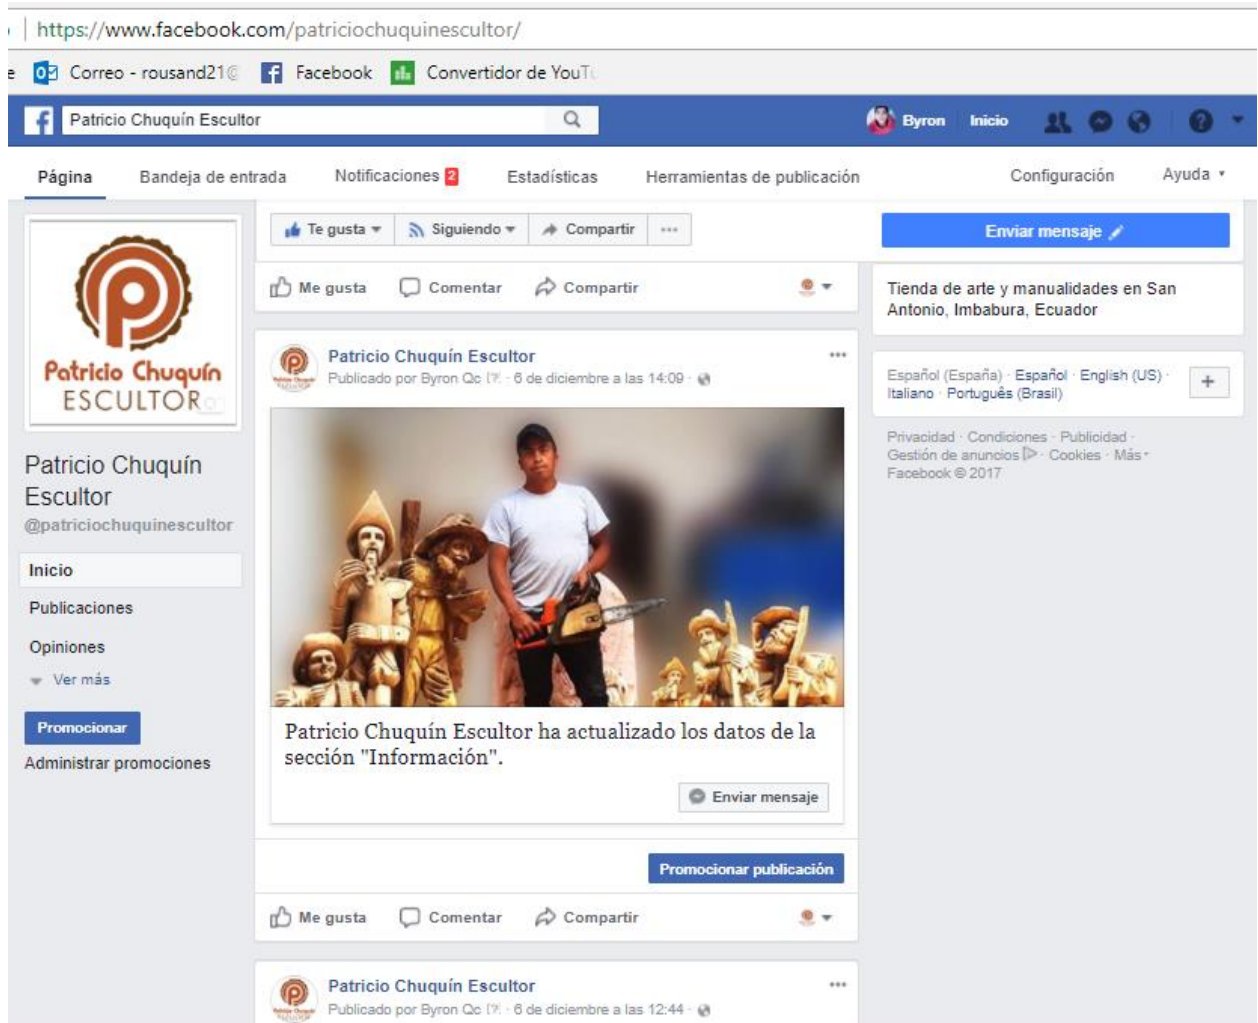 https://www.facebook.com/patriciochuquinescultor/
e Correo - rousand21@ Facebook Convertidor de YouTu
Patricio Chuquín Escultor
Byron Inicio
Página Bandeja de entrada Notificaciones 2 Estadísticas Herramientas de publicación Configuración Ayuda
Te gusta Siguiendo Compartir
Enviar mensaje
Me gusta Comentar Compartir
Tienda de arte y manualidades en San
Antonio, Imbabura, Ecuador
Patricio Chuquín
ESCULTOR
Patricio Chuquín
Escultor
@patriciochuquinescultor
Inicio
Publicaciones
Opiniones
Ver más
Promocionar
Administrar promociones
Patricio Chuquín Escultor
Publicado por Byron Qc [?] · 6 de diciembre a las 14:09 ·
Patricio Chuquín Escultor ha actualizado los datos de la
sección "Información".
Enviar mensaje
Promocionar publicación
Me gusta Comentar Compartir
Patricio Chuquín Escultor
Publicado por Byron Qc [?] · 6 de diciembre a las 12:44 ·
Español (España) · Español · English (US) ·
Italiano · Português (Brasil)
Privacidad · Condiciones · Publicidad ·
Gestión de anuncios · Cookies · Más
Facebook © 2017